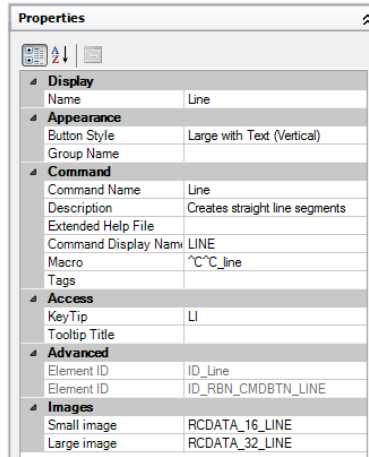 Properties
Display
Name Line
Appearance
Button Style Large with Text (Vertical)
Group Name
Command
Command Name Line
Description Creates straight line segments
Extended Help File
Command Display Name LINE
Macro ^C^C_line
Tags
Access
KeyTip LI
Tooltip Title
Advanced
Element ID ID_Line
Element ID ID_RBN_CMDBTN_LINE
Images
Small image RCDATA_16_LINE
Large image RCDATA_32_LINE